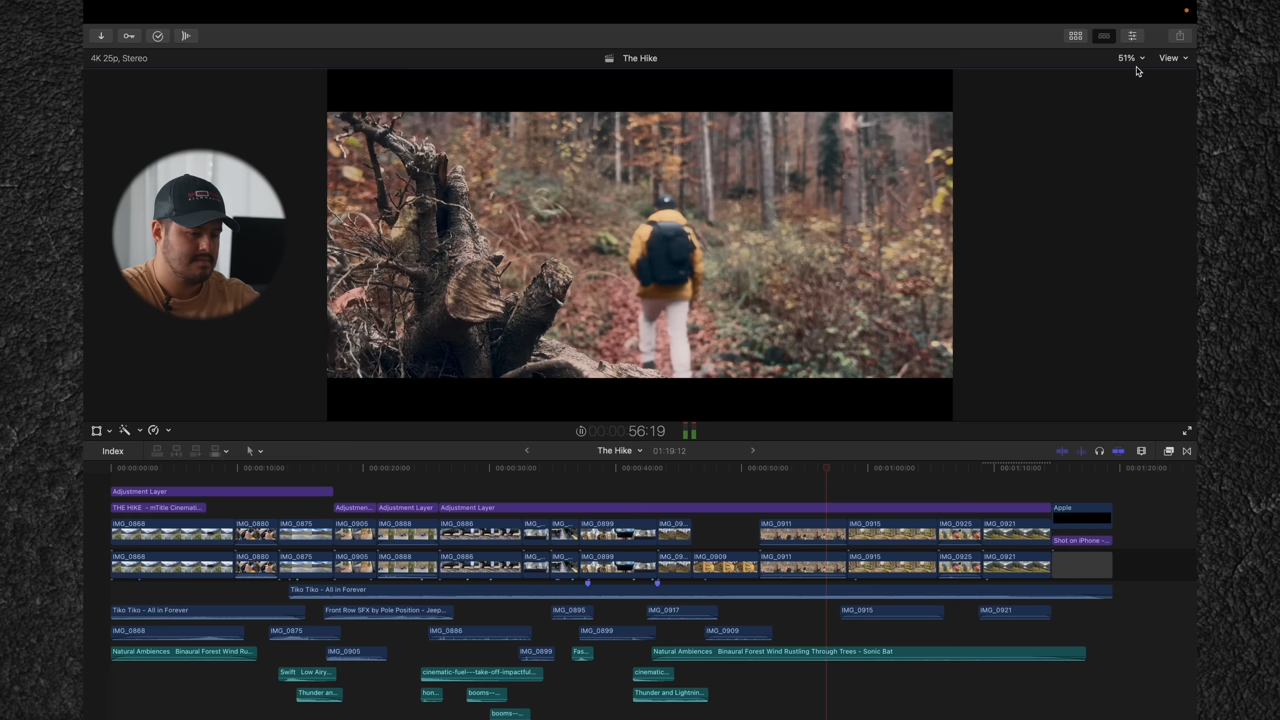 4K 25p, Stereo
The Hike
51%
View
00:00:56:19
Index
The Hike
01:19:12
00:00:00:00
00:00:10:00
00:00:20:00
00:00:30:00
00:00:40:00
00:00:50:00
00:01:00:00
00:01:10:00
00:01:20:00
Adjustment Layer
THE HIKE - mTitle Cinemati...
Adjustmen...
Adjustment Layer
Adjustment Layer
Apple
IMG_0868
IMG_0880
IMG_0875
IMG_0905
IMG_0888
IMG_0886
IMG_...
IMG_...
IMG_0899
IMG_09...
IMG_0911
IMG_0915
IMG_0925
IMG_0921
Shot on iPhone -...
IMG_0868
IMG_0880
IMG_0875
IMG_0905
IMG_0888
IMG_0886
IMG_...
IMG_...
IMG_0899
IMG_09...
IMG_0909
IMG_0911
IMG_0915
IMG_0925
IMG_0921
Tiko Tiko - All in Forever
Tiko Tiko - All in Forever
Front Row SFX by Pole Position - Jeep...
IMG_0895
IMG_0917
IMG_0915
IMG_0921
IMG_0868
IMG_0875
IMG_0886
IMG_0899
IMG_0909
Natural Ambiences Binaural Forest Wind Ru...
IMG_0905
IMG_0899
Fas...
Natural Ambiences Binaural Forest Wind Rustling Through Trees - Sonic Bat
Swift Low Airy...
cinematic-fuel---take-off-impactful...
cinematic...
Thunder an...
hon...
booms--...
Thunder and Lightnin...
booms--...